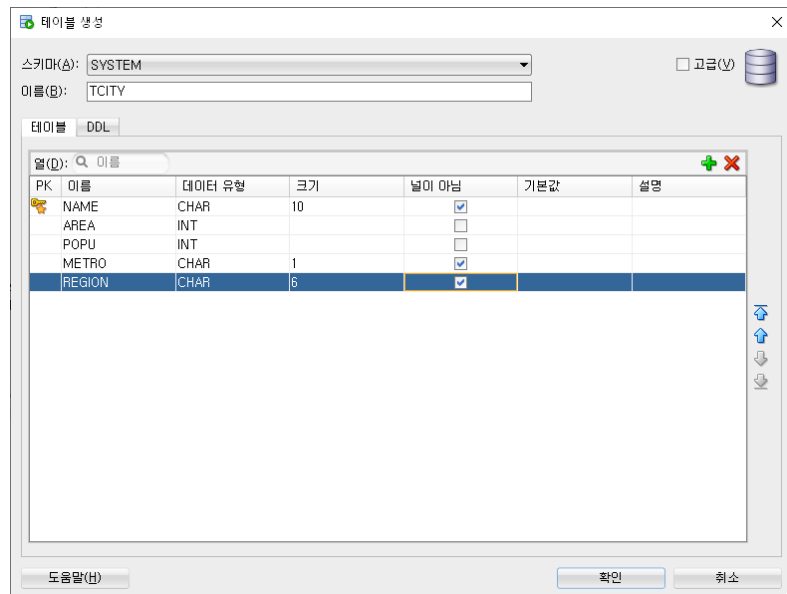 테이블 생성
스키마(A): SYSTEM 고급(V)
이름(B): TCITY
테이블 DDL
열(D): 이름
PK 이름 데이터 유형 크기 널이 아님 기본값 설명
NAME CHAR 10
AREA INT
POPU INT
METRO CHAR 1
REGION CHAR 6
도움말(H) 확인 취소